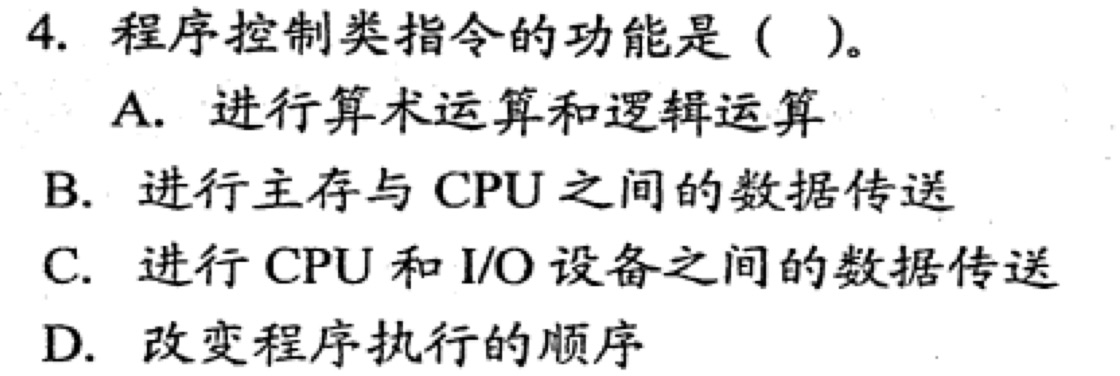 4. 程序控制类指令的功能是（ ）。
A. 进行算术运算和逻辑运算
B. 进行主存与 CPU 之间的数据传送
C. 进行 CPU 和 I/O 设备之间的数据传送
D. 改变程序执行的顺序